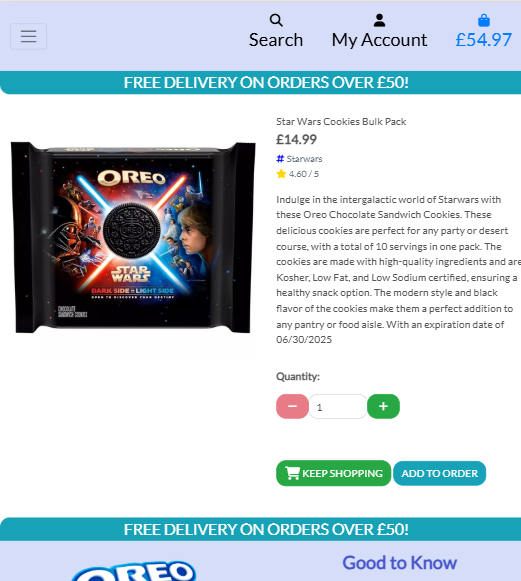 Search
My Account
£54.97
FREE DELIVERY ON ORDERS OVER £50!
Star Wars Cookies Bulk Pack
£14.99
# Starwars
4.60 / 5
OREO
STAR
WARS
DARK SIDE VS LIGHT SIDE
OPEN TO DISCOVER YOUR DESTINY
CHOCOLATE
SANDWICH COOKIES
Indulge in the intergalactic world of Starwars with
these Oreo Chocolate Sandwich Cookies. These
delicious cookies are perfect for any party or desert
course, with a total of 10 servings in one pack. The
cookies are made with high-quality ingredients and are
Kosher, Low Fat, and Low Sodium certified, ensuring a
healthy snack option. The modern style and black
flavor of the cookies make them a perfect addition to
any pantry or food aisle. With an expiration date of
06/30/2025
Quantity:
1
KEEP SHOPPING
ADD TO ORDER
FREE DELIVERY ON ORDERS OVER £50!
OREO
Good to Know